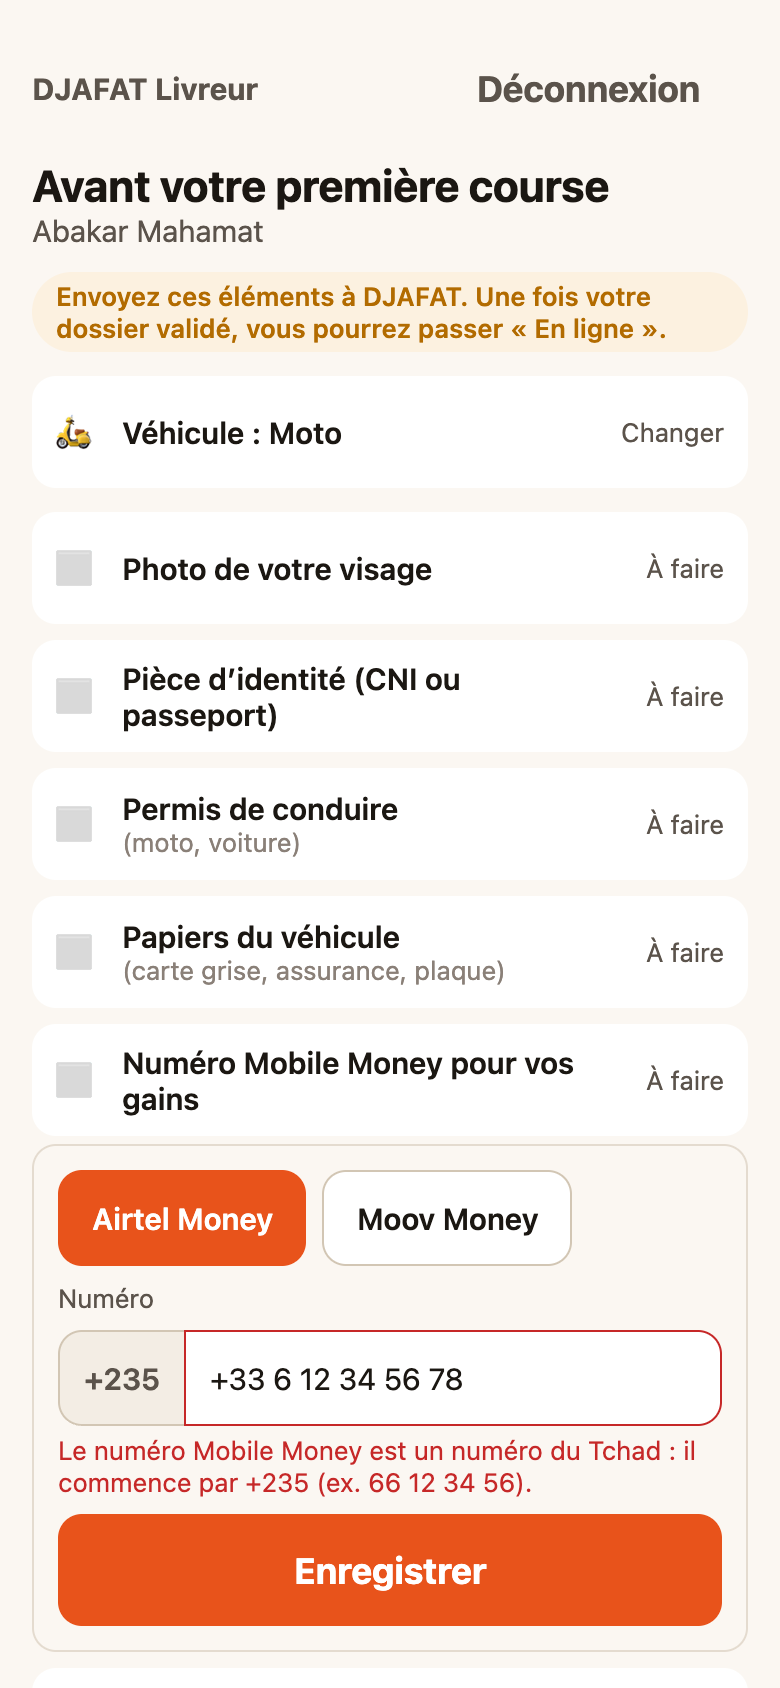 DJAFAT Livreur
Déconnexion
Avant votre première course
Abakar Mahamat
Envoyez ces éléments à DJAFAT. Une fois votre
dossier validé, vous pourrez passer « En ligne ».
Véhicule : Moto
Changer
Photo de votre visage
À faire
Pièce d’identité (CNI ou
passeport)
À faire
Permis de conduire
(moto, voiture)
À faire
Papiers du véhicule
(carte grise, assurance, plaque)
À faire
Numéro Mobile Money pour vos
gains
À faire
Airtel Money
Moov Money
Numéro
+235
+33 6 12 34 56 78
Le numéro Mobile Money est un numéro du Tchad : il
commence par +235 (ex. 66 12 34 56).
Enregistrer